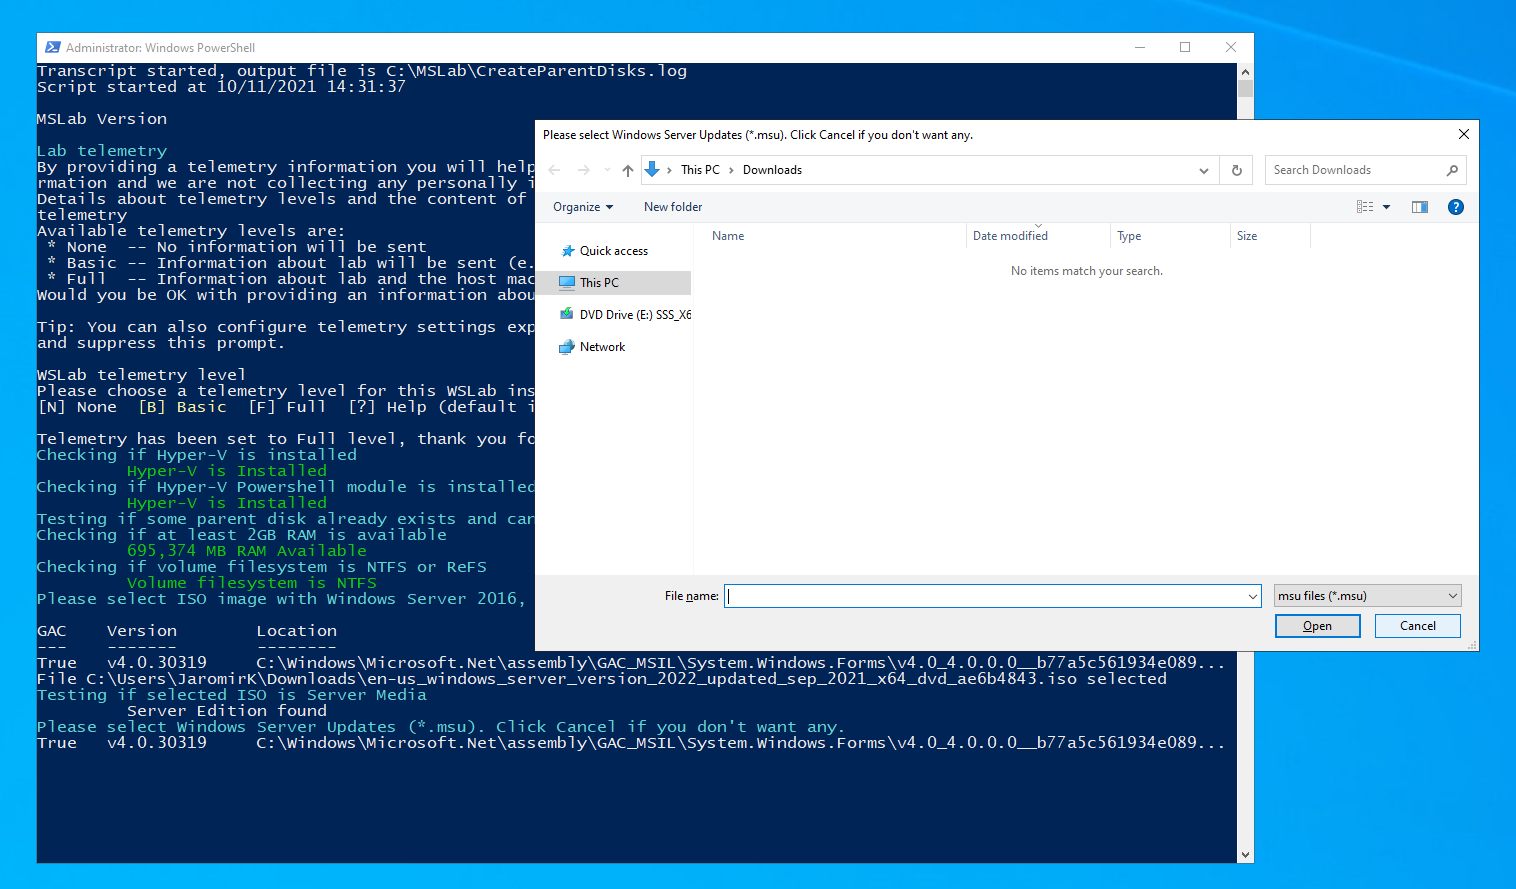 Administrator: Windows PowerShell
Transcript started, output file is C:\MSLab\CreateParentDisks.log
Script started at 10/11/2021 14:31:37
MSLab Version
Lab telemetry
By providing a telemetry information you will help
rmation and we are not collecting any personally i
Details about telemetry levels and the content of
telemetry
Available telemetry levels are:
* None -- No information will be sent
* Basic -- Information about lab will be sent (e.
* Full -- Information about lab and the host mac
Would you be OK with providing an information abou
Tip: You can also configure telemetry settings exp
and suppress this prompt.
WSLab telemetry level
Please choose a telemetry level for this WSLab ins
[N] None [B] Basic [F] Full [?] Help (default i
Telemetry has been set to Full level, thank you fo
Checking if Hyper-V is installed
Hyper-V is Installed
Checking if Hyper-V Powershell module is installed
Hyper-V is Installed
Testing if some parent disk already exists and can
Checking if at least 2GB RAM is available
695,374 MB RAM Available
Checking if volume filesystem is NTFS or ReFS
Volume filesystem is NTFS
Please select ISO image with Windows Server 2016,
GAC Version Location
--- ------- --------
True v4.0.30319 C:\Windows\Microsoft.Net\assembly\GAC_MSIL\System.Windows.Forms\v4.0_4.0.0.0__b77a5c561934e089...
File C:\Users\JaromirK\Downloads\en-us_windows_server_version_2022_updated_sep_2021_x64_dvd_ae6b4843.iso selected
Testing if selected ISO is Server Media
Server Edition found
Please select Windows Server Updates (*.msu). Click Cancel if you don't want any.
True v4.0.30319 C:\Windows\Microsoft.Net\assembly\GAC_MSIL\System.Windows.Forms\v4.0_4.0.0.0__b77a5c561934e089...
Please select Windows Server Updates (*.msu). Click Cancel if you don't want any.
This PC > Downloads
Search Downloads
Organize New folder
Name Date modified Type Size
No items match your search.
Quick access
This PC
DVD Drive (E:) SSS_X6
Network
File name:
msu files (*.msu)
Open Cancel